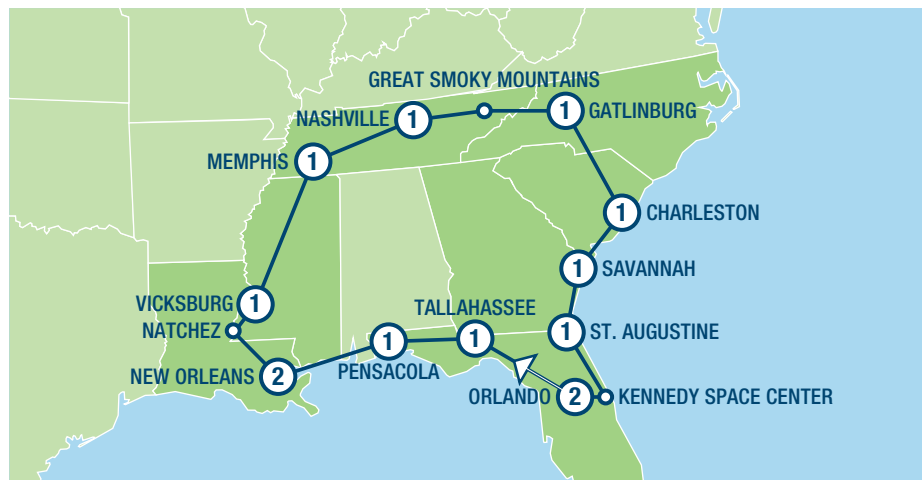 GREAT SMOKY MOUNTAINS
NASHVILLE 1
1 GATLINBURG
MEMPHIS 1
1 CHARLESTON
1 SAVANNAH
VICKSBURG 1
TALLAHASSEE
NATCHEZ
1 1
1 ST. AUGUSTINE
PENSACOLA
NEW ORLEANS 2
ORLANDO 2 KENNEDY SPACE CENTER